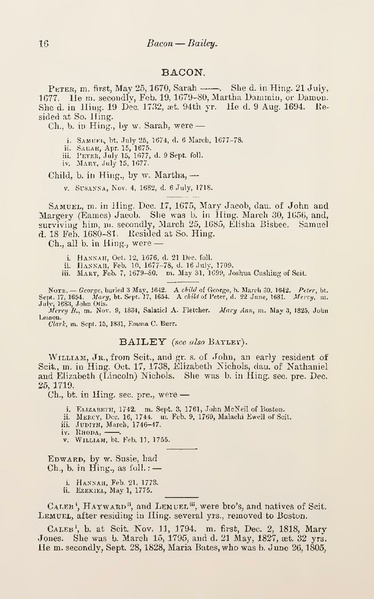 16 Bacon — Bailey.
BACON.
PETER, m. first, May 25, 1670, Sarah ——. She d. in Hing. 21 July,
1677. He m. secondly, Feb. 19, 1679-80, Martha Dammin, or Damon.
She d. in Hing. 19 Dec. 1732, æt. 94th yr. He d. 9 Aug. 1694. Re-
sided at So. Hing.
Ch., b. in Hing., by w. Sarah, were —
i. SAMUEL, bt. July 25, 1674, d. 6 March, 1677-78.
ii. SARAH, Apr. 15, 1675.
iii. PETER, July 15, 1677, d. 9 Sept. foll.
iv. MARY, July 15, 1677.
Child, b. in Hing., by w. Martha, —
v. SUSANNA, Nov. 4, 1682, d. 6 July, 1718.
SAMUEL, m. in Hing. Dec. 17, 1675, Mary Jacob, dau. of John and
Margery (Eames) Jacob. She was b. in Hing. March 30, 1656, and,
surviving him, m. secondly, March 25, 1685, Elisha Bisbee. Samuel
d. 18 Feb. 1680-81. Resided at So. Hing.
Ch., all b. in Hing., were —
i. HANNAH, Oct. 12, 1676, d. 21 Dec. foll.
ii. HANNAH, Feb. 10, 1677-78, d. 16 July, 1709.
iii. MARY, Feb. 7, 1679-80. m. May 31, 1699, Joshua Cushing of Scit.
NOTE. — George, buried 3 May, 1642. A child of George, b. March 30, 1642. Peter, bt.
Sept. 17, 1654. Mary, bt. Sept. 17, 1654. A child of Peter, d. 22 June, 1681. Mercy, m.
July, 1683, John Otis.
Mercy R., m. Nov. 9, 1834, Salatiel A. Fletcher. Mary Ann, m. May 3, 1825, John
Clark, m. Sept. 15, 1831, Emma C. Burr.
BAILEY (see also BAYLEY).
WILLIAM, JR., from Scit., and gr. s. of John, an early resident of
Scit., m. in Hing. Oct. 17, 1738, Elizabeth Nichols, dau. of Nathaniel
and Elizabeth (Lincoln) Nichols. She was b. in Hing. sec. pre. Dec.
25, 1719.
Ch., bt. in Hing. sec. pre., were —
i. ELIZABETH, 1742. m. Sept. 3, 1761, John McNeil of Boston.
ii. MERCY, Dec. 16, 1744. m. Feb. 9, 1769, Malachi Ewell of Scit.
iii. JUDITH, March, 1746-47.
iv. RHODA, ——.
v. WILLIAM, bt. Feb. 11, 1755.
EDWARD, by w. Susie, had
Ch., b. in Hing., as foll. : —
i. HANNAH, Feb. 21, 1773.
ii. EZEKIEL, May 1, 1775.
CALEB i, HAYWARD ii, and LEMUEL iii, were bro's, and natives of Scit.
LEMUEL, after residing in Hing. several yrs., removed to Boston.
CALEB i, b. at Scit. Nov. 11, 1794. m. first, Dec. 2, 1818, Mary
Jones. She was b. March 15, 1795, and d. 21 May, 1827, æt. 32 yrs.
He m. secondly, Sept. 28, 1828, Maria Bates, who was b. June 26, 1805,